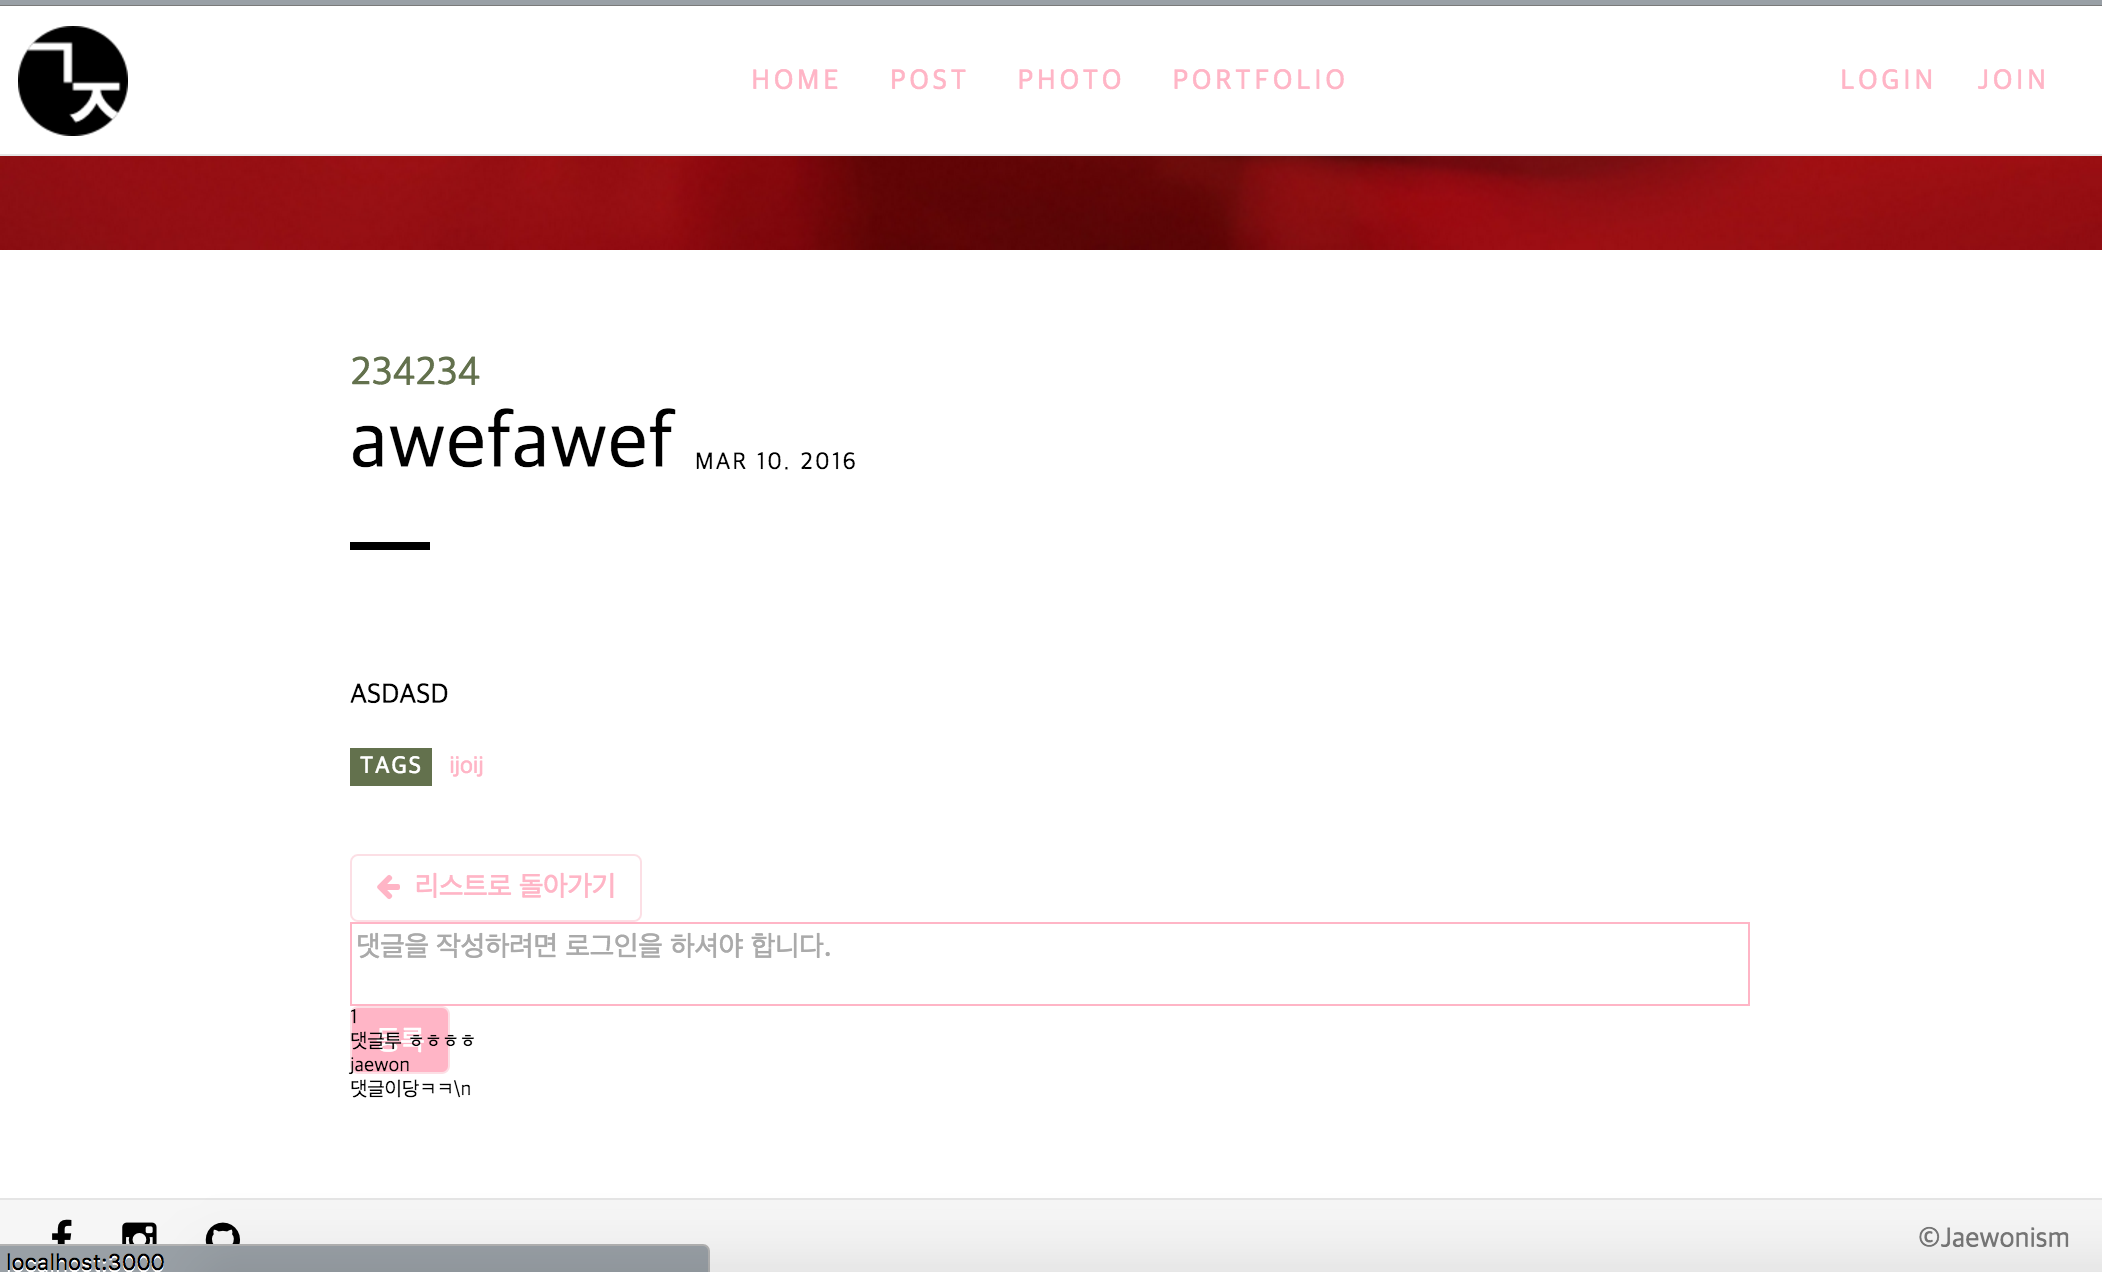 ㄱㅈ
HOME POST PHOTO PORTFOLIO LOGIN JOIN
234234
awefawef MAR 10. 2016
ASDASD
TAGS ijoij
리스트로 돌아가기
댓글을 작성하려면 로그인을 하셔야 합니다.
등록
1
댓글투 ㅎㅎㅎㅎ
jaewon
댓글이당ㅋㅋ\n
©Jaewonism
localhost:3000